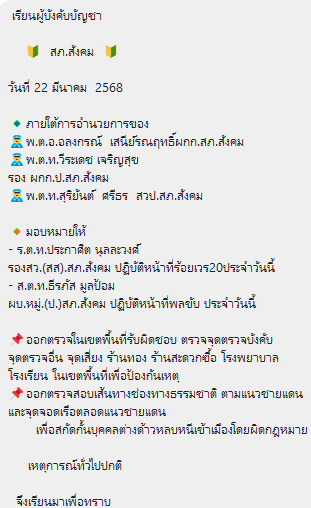 เรียนผู้บังคับบัญชา
🔰 สภ.สังคม 🔰
วันที่ 22 มีนาคม 2568
🔹ภายใต้การอำนวยการของ
👮พ.ต.อ.อลงกรณ์ เสนีย์รณฤทธิ์ผกก.สภ.สังคม
👮พ.ต.ท.วีระเดช เจริญสุข
รอง ผกก.ป.สภ.สังคม
👮พ.ต.ท.สุริยันต์ ศรีธร สวป.สภ.สังคม
🔸มอบหมายให้
- ร.ต.ท.ประกาศิต นุลละวงศ์
รองสว.(สส).สภ.สังคม ปฏิบัติหน้าที่ร้อยเวร20ประจำวันนี้
- ส.ต.ท.ธีรภัส มูลป้อม
ผบ.หมู่.(ป.)สภ.สังคม ปฏิบัติหน้าที่พลขับ ประจำวันนี้
📌ออกตรวจในเขตพื้นที่รับผิดชอบ ตรวจจุดตรวจบังคับ
จุดตรวจอื่น จุดเสี่ยง ร้านทอง ร้านสะดวกซื้อ โรงพยาบาล
โรงเรียน ในเขตพื้นที่เพื่อป้องกันเหตุ
📌ออกตรวจสอบเส้นทางช่องทางธรรมชาติ ตามแนวชายแดน
และจุดจอดเรือตลอดแนวชายแดน
เพื่อสกัดกั้นบุคคลต่างด้าวหลบหนีเข้าเมืองโดยผิดกฎหมาย
เหตุการณ์ทั่วไปปกติ
จึงเรียนมาเพื่อทราบ